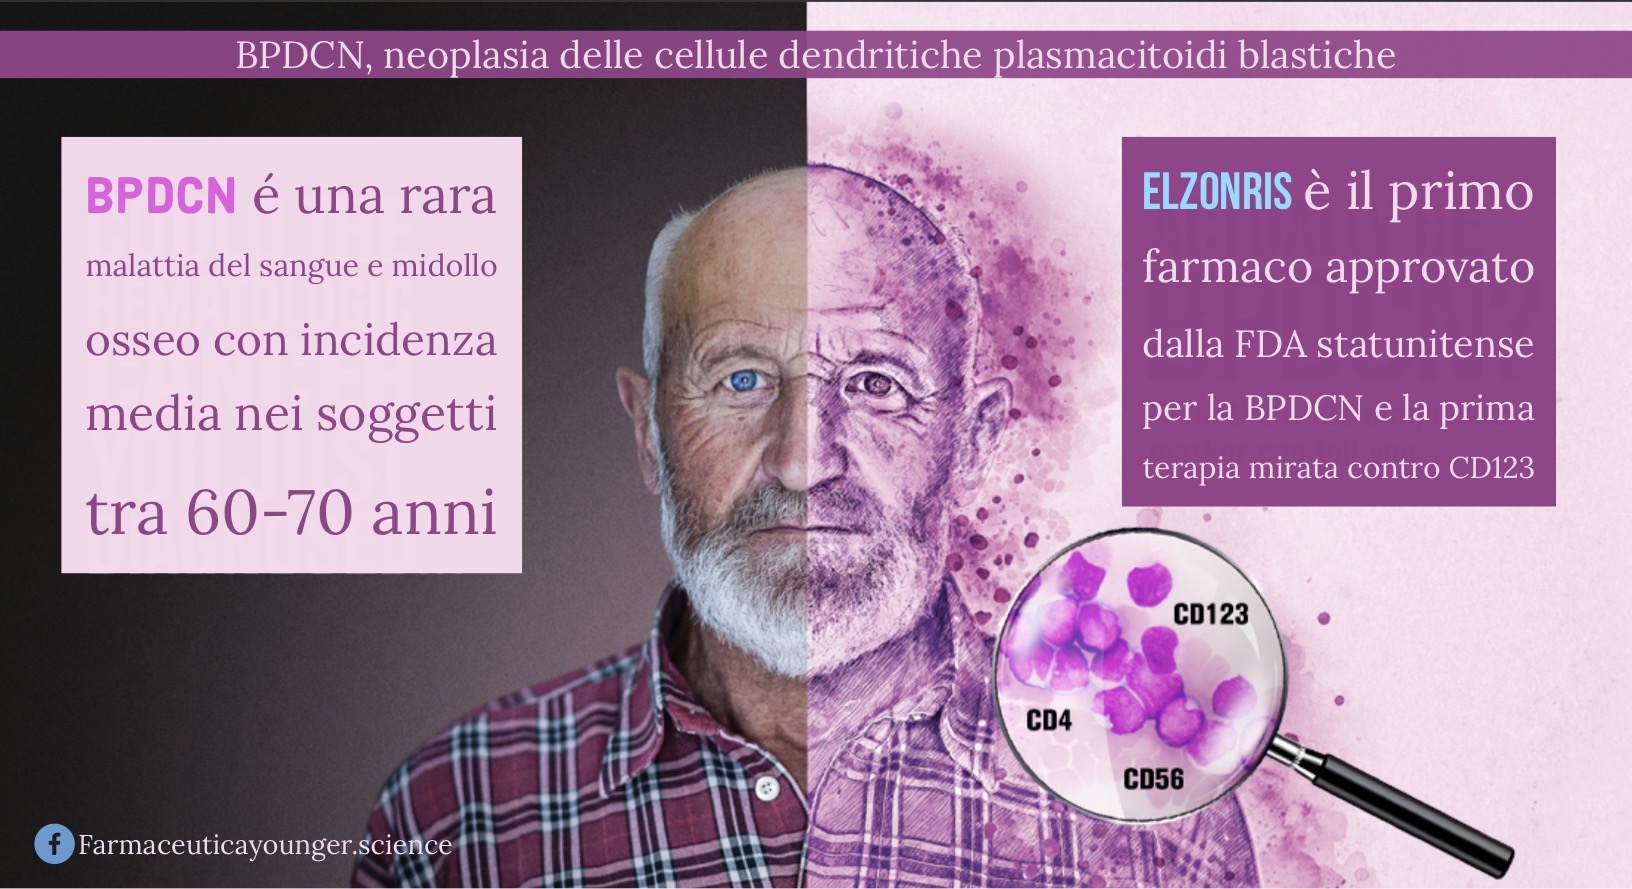 BPDCN, neoplasia delle cellule dendritiche plasmacitoidi blastiche
BPDCN é una rara
malattia del sangue e midollo
osseo con incidenza
media nei soggetti
tra 60-70 anni
ELZONRIS è il primo
farmaco approvato
dalla FDA statunitense
per la BPDCN e la prima
terapia mirata contro CD123
CD123
CD4
CD56
Farmaceuticayounger.science